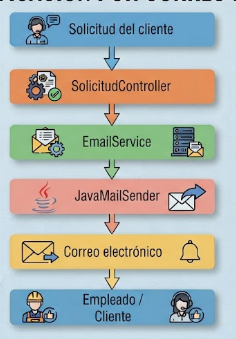 Solicitud del cliente
SolicitudController
EmailService
JavaMailSender
Correo electrónico
Empleado /
Cliente